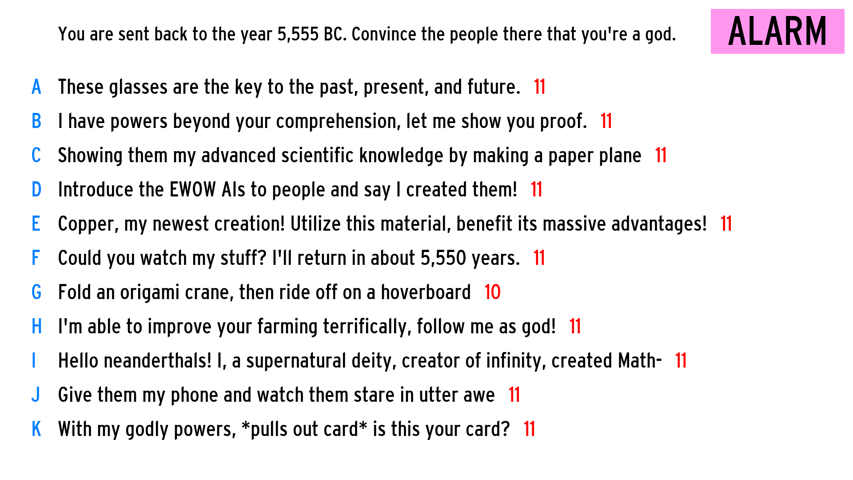 You are sent back to the year 5,555 BC. Convince the people there that you're a god.
ALARM
A These glasses are the key to the past, present, and future. 11
B I have powers beyond your comprehension, let me show you proof. 11
C Showing them my advanced scientific knowledge by making a paper plane 11
D Introduce the EWOW AIs to people and say I created them! 11
E Copper, my newest creation! Utilize this material, benefit its massive advantages! 11
F Could you watch my stuff? I'll return in about 5,550 years. 11
G Fold an origami crane, then ride off on a hoverboard 10
H I'm able to improve your farming terrifically, follow me as god! 11
I Hello neanderthals! I, a supernatural deity, creator of infinity, created Math- 11
J Give them my phone and watch them stare in utter awe 11
K With my godly powers, *pulls out card* is this your card? 11